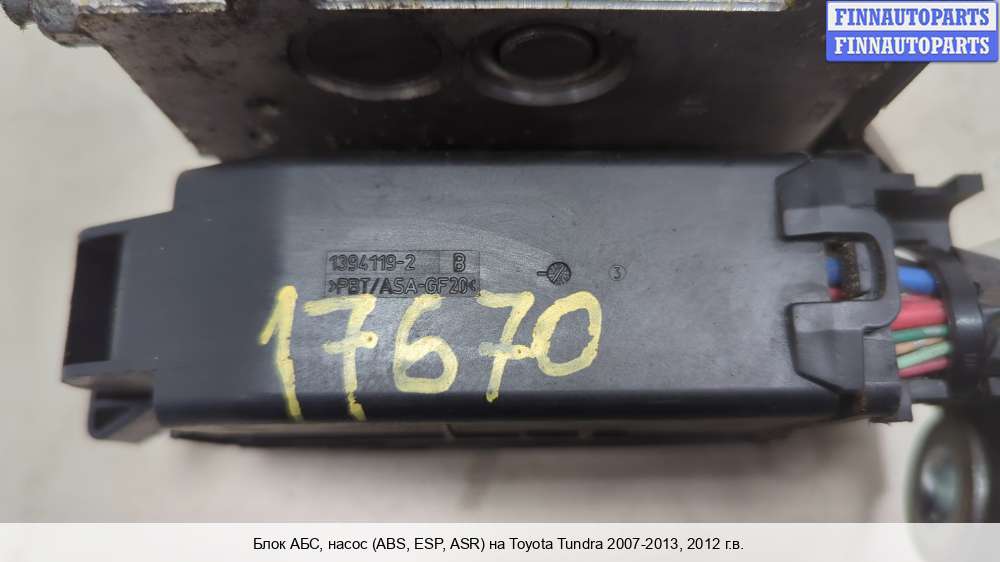 FINNAUTOPARTS
FINNAUTOPARTS
1394119-2 B
>PBT/ASA-GF20<
3
17670
Блок АБС, насос (ABS, ESP, ASR) на Toyota Tundra 2007-2013, 2012 г.в.